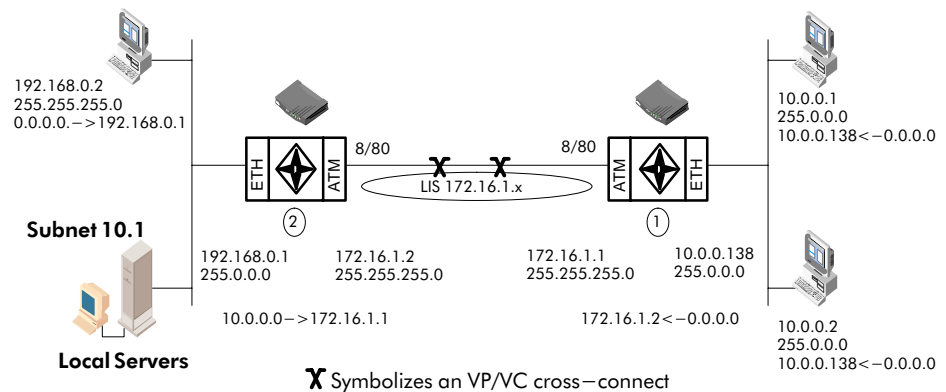 192.168.0.2
255.255.255.0
0.0.0.0.->192.168.0.1
Subnet 10.1
Local Servers
ETH
ATM
8/80
2
192.168.0.1
255.0.0.0
172.16.1.2
255.255.255.0
10.0.0.0->172.16.1.1
LIS 172.16.1.x
8/80
ATM
ETH
1
172.16.1.1
255.255.255.0
10.0.0.138
255.0.0.0
172.16.1.2<-0.0.0.0
10.0.0.1
255.0.0.0
10.0.0.138<-0.0.0.0
10.0.0.2
255.0.0.0
10.0.0.138<-0.0.0.0
X Symbolizes an VP/VC cross-connect